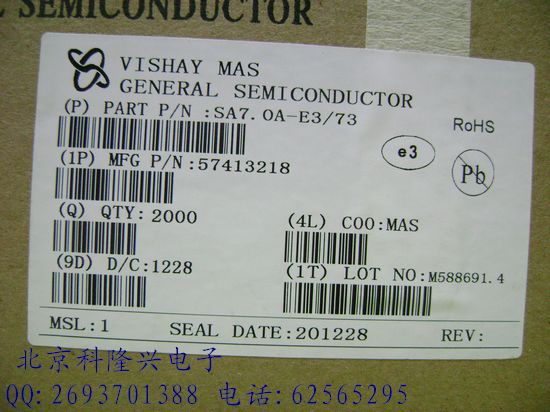 L SEMICONDUCTOR
VISHAY MAS
GENERAL SEMICONDUCTOR
(P) PART P/N :SA7.0A-E3/73
RoHS
(1P) MFG P/N:57413218
e3
Pb
(Q) QTY:2000
(4L) COO:MAS
(9D) D/C:1228
(1T) LOT NO:M588691.4
MSL:1 SEAL DATE:201228 REV:
北京科隆兴电子
QQ:2693701388 电话:62565295